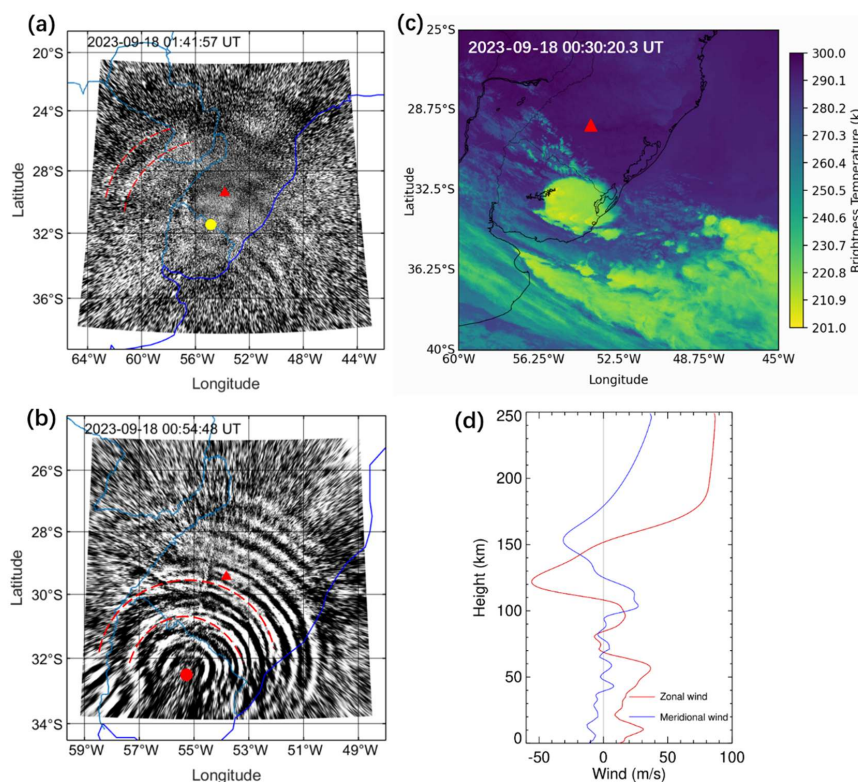 (a)
2023-09-18 01:41:57 UT
20°S
24°S
28°S
32°S
36°S
Latitude
64°W 60°W 56°W 52°W 48°W 44°W
Longitude
(c)
2023-09-18 00:30:20.3 UT
25°S
28.75°S
32.5°S
36.25°S
40°S
Latitude
60°W 56.25°W 52.5°W 48.75°W 45°W
Longitude
300.0
290.1
280.2
270.3
260.4
250.5
240.6
230.7
220.8
210.9
201.0
Brightness Temperature (k)
(b)
2023-09-18 00:54:48 UT
26°S
28°S
30°S
32°S
34°S
Latitude
59°W 57°W 55°W 53°W 51°W 49°W
Longitude
(d)
250
200
150
100
50
0
Height (km)
Zonal wind
Meridional wind
-50 0 50 100
Wind (m/s)